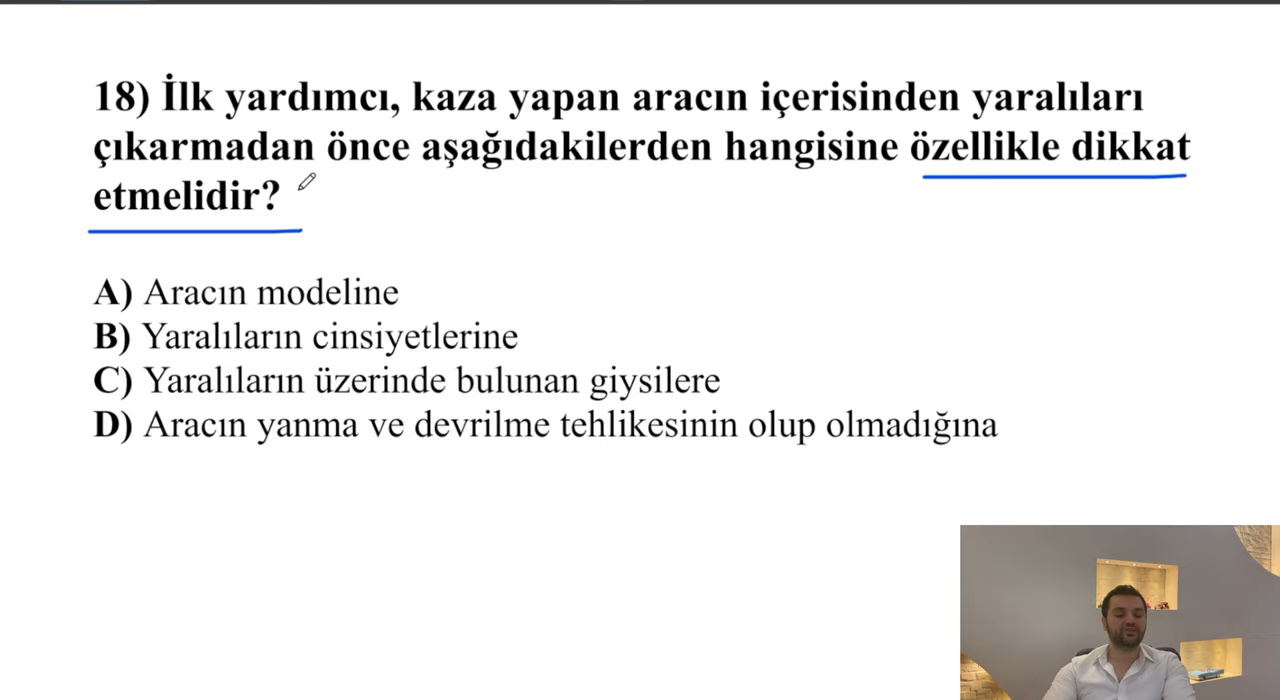 18) İlk yardımcı, kaza yapan aracın içerisinden yaralıları
çıkarmadan önce aşağıdakilerden hangisine özellikle dikkat
etmelidir?
A) Aracın modeline
B) Yaralıların cinsiyetlerine
C) Yaralıların üzerinde bulunan giysilere
D) Aracın yanma ve devrilme tehlikesinin olup olmadığına